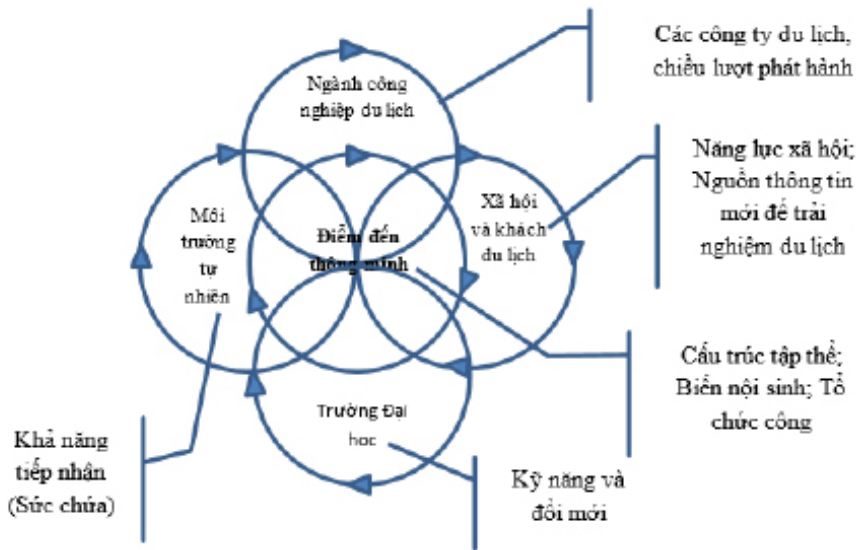 Các công ty du lịch,
chiều lượt phát hành
Ngành công
nghiệp du lịch
Năng lực xã hội;
Nguồn thông tin
mới để trải
nghiệm du lịch
Xã hội
và khách
du lịch
Môi
trường
tự
nhiên
Điểm đến
thông minh
Cấu trúc tập thể;
Biến nội sinh; Tổ
chức công
Trường Đại
học
Khả năng
tiếp nhận
(Sức chứa)
Kỹ năng và
đổi mới